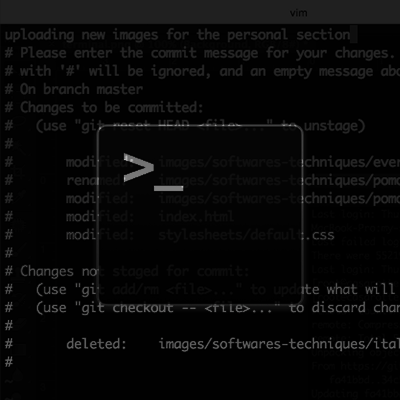 vim
uploading new images for the personal section
# Please enter the commit message for your changes.
# with '#' will be ignored, and an empty message abo
# On branch master
# Changes to be committed:
#   (use "git reset HEAD <file>..." to unstage)
#
#       modified:   images/softwares-techniques/ever
#       renamed:    images/softwares-techniques/pomo
#       modified:   images/softwares-techniques/pomo
#       modified:   index.html
#       modified:   stylesheets/default.css
#
# Changes not staged for commit:
#   (use "git add/rm <file>..." to update what will
#   (use "git checkout -- <file>..." to discard chan
#
#       deleted:    images/softwares-techniques/ital
#
~
>_